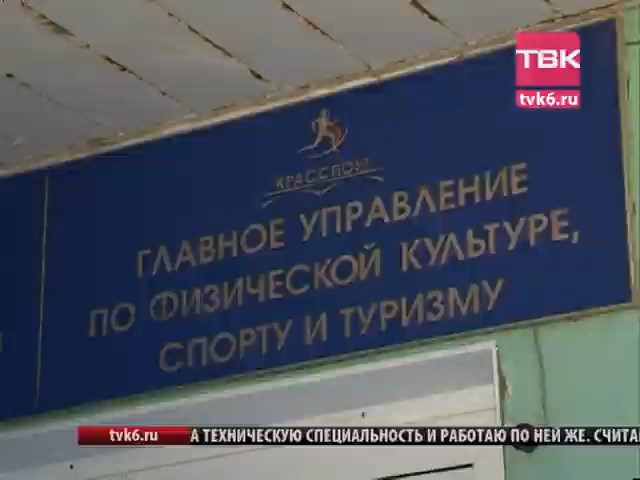 ТВК
tvk6.ru
КРАССПОРТ
ГЛАВНОЕ УПРАВЛЕНИЕ
ПО ФИЗИЧЕСКОЙ КУЛЬТУРЕ,
СПОРТУ И ТУРИЗМУ
tvk6.ru
А ТЕХНИЧЕСКУЮ СПЕЦИАЛЬНОСТЬ И РАБОТАЮ ПО НЕЙ ЖЕ. СЧИТА